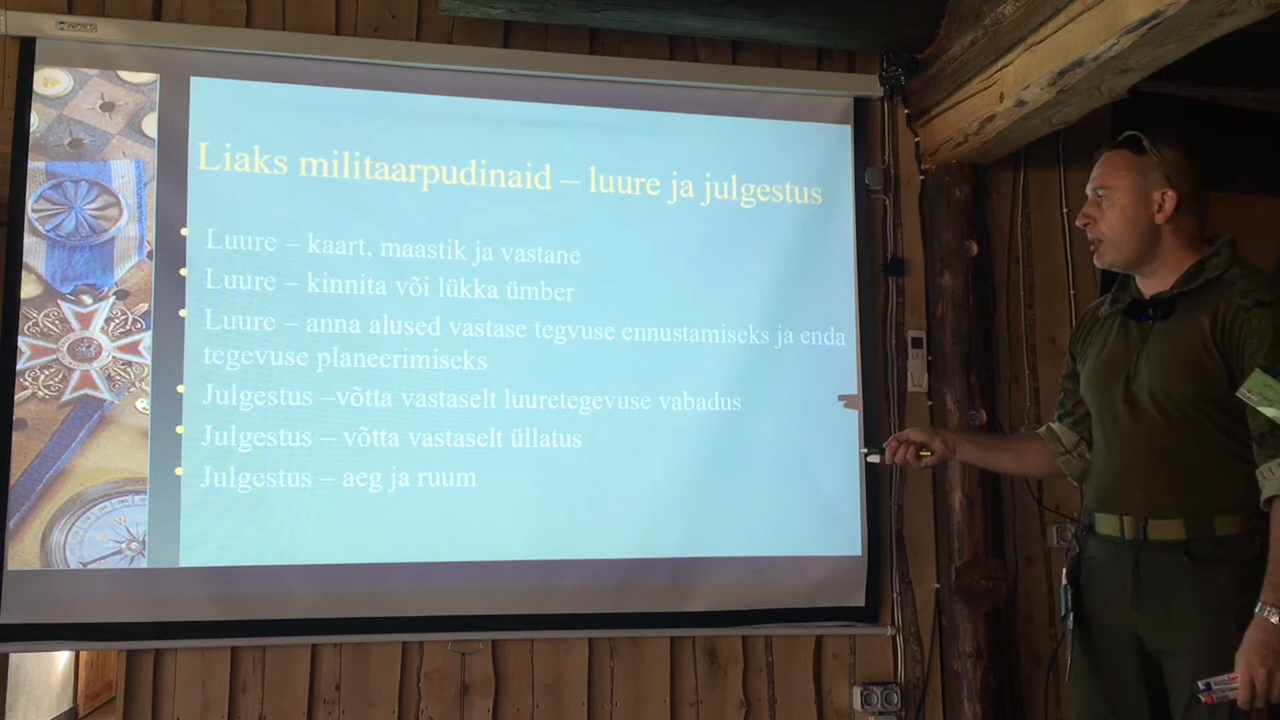 Liaks militaarpudinaid – luure ja julgestus
Luure – kaart, maastik ja vastane
Luure – kinnita või lükka ümber
Luure – anna alused vastase tegvuse ennustamiseks ja enda
tegevuse planeerimiseks
Julgestus –võtta vastaselt luuretegevuse vabadus
Julgestus – võtta vastaselt üllatus
Julgestus – aeg ja ruum